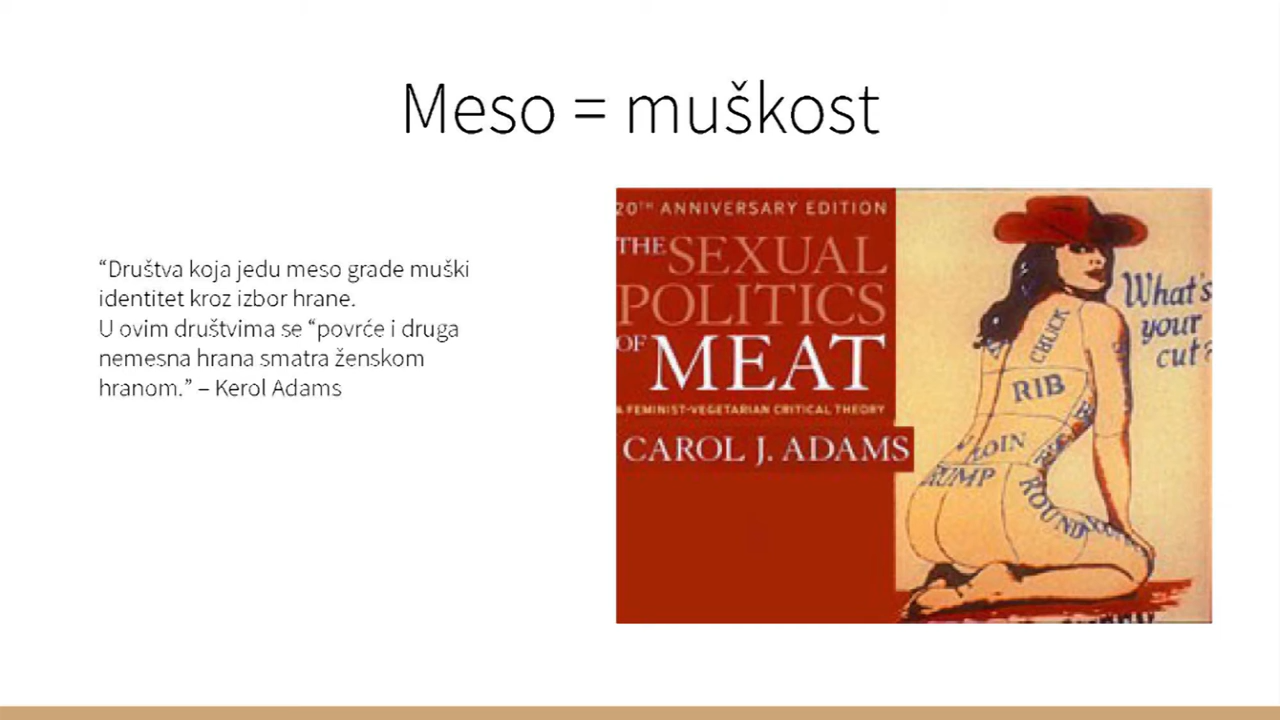 Meso = muškost
“Društva koja jedu meso grade muški
identitet kroz izbor hrane.
U ovim društvima se “povrće i druga
nemesna hrana smatra ženskom
hranom.” – Kerol Adams
20TH ANNIVERSARY EDITION
THE SEXUAL
POLITICS
OF MEAT
A FEMINIST-VEGETARIAN CRITICAL THEORY
CAROL J. ADAMS
What's
your
cut?
CHUCK
RIB
LOIN
RUMP
ROUND